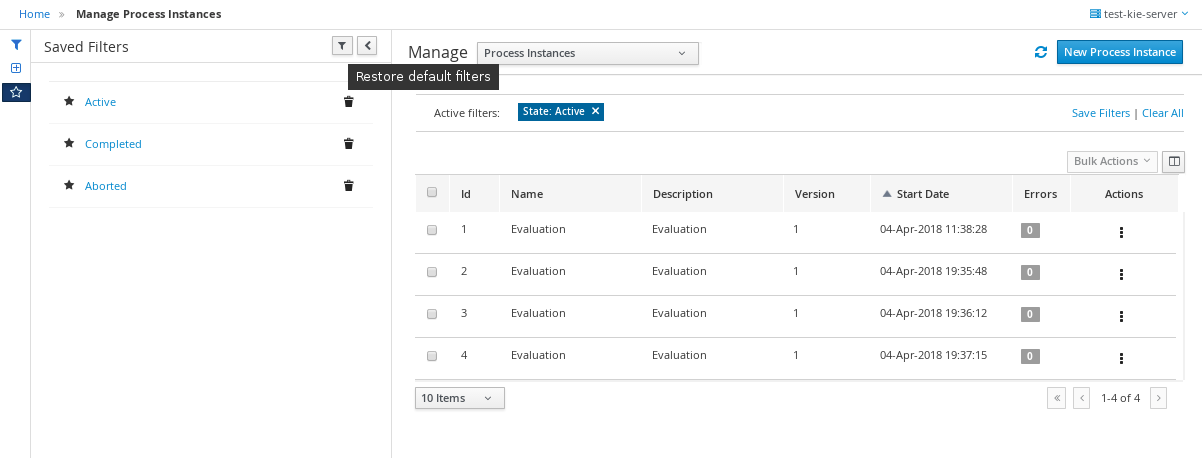 Home » Manage Process Instances
test-kie-server
Saved Filters
Manage
Process Instances
New Process Instance
Restore default filters
Active
Completed
Aborted
Active filters:
State: Active ×
Save Filters | Clear All
Bulk Actions
Id Name Description Version Start Date Errors Actions
1 Evaluation Evaluation 1 04-Apr-2018 11:38:28 0
2 Evaluation Evaluation 1 04-Apr-2018 19:35:48 0
3 Evaluation Evaluation 1 04-Apr-2018 19:36:12 0
4 Evaluation Evaluation 1 04-Apr-2018 19:37:15 0
10 Items
1-4 of 4